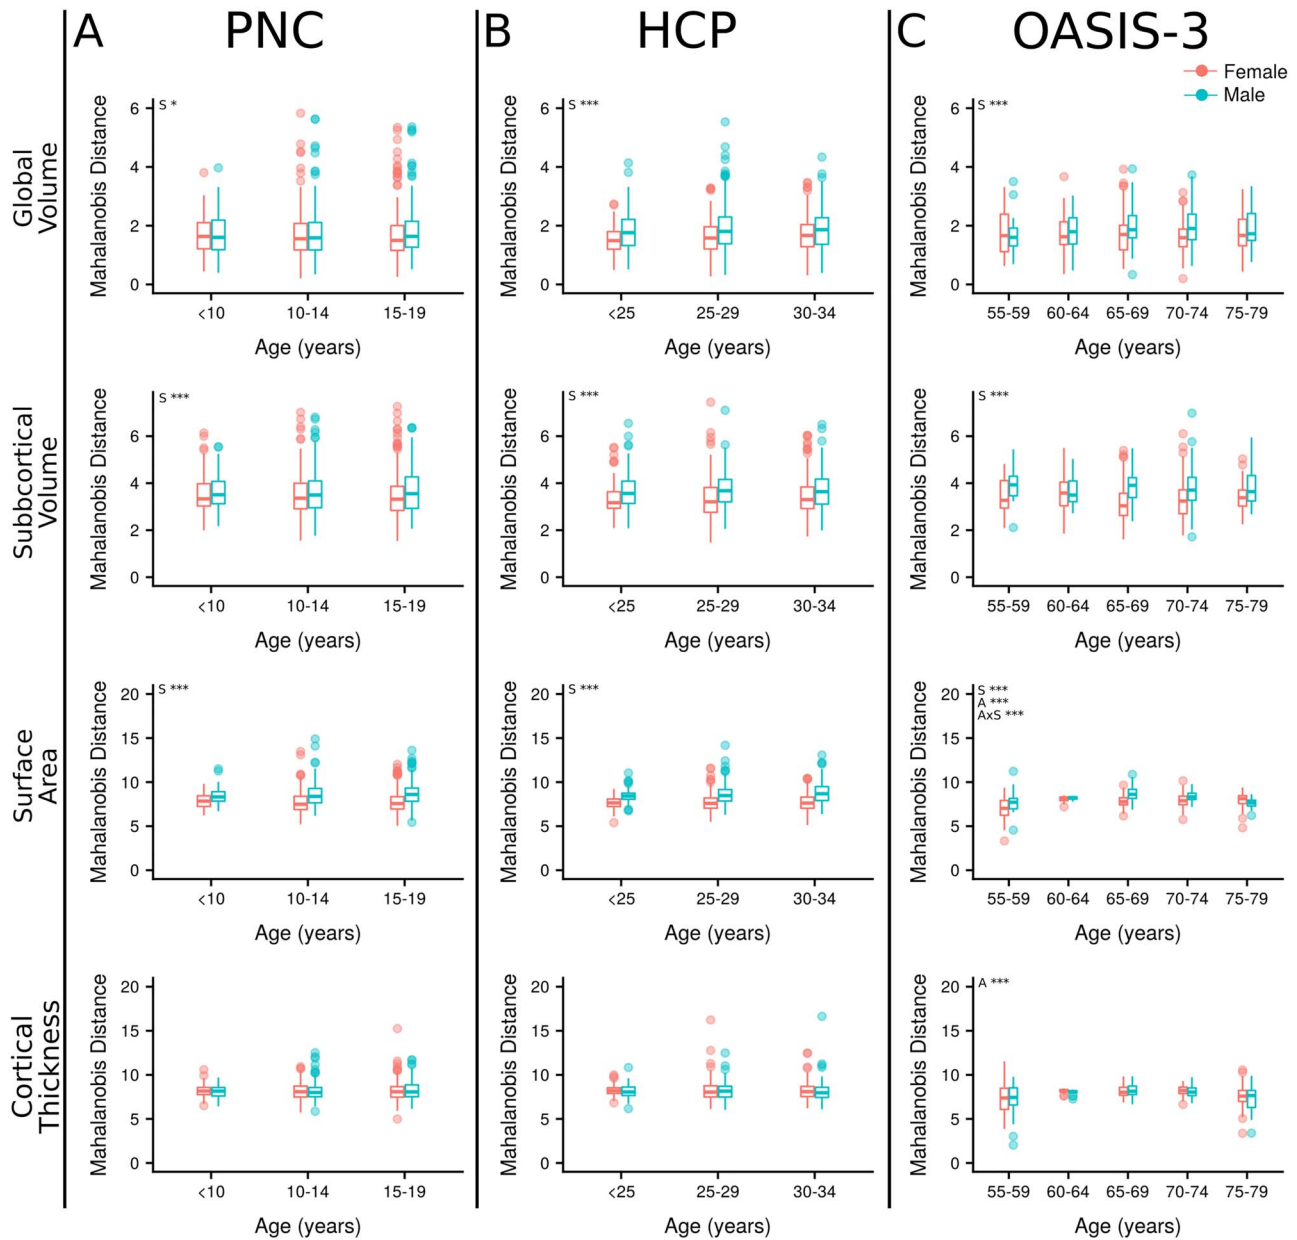 A PNC
B HCP
C OASIS-3
Female
Male
Global
Volume
Mahalanobis Distance
6
4
2
0
S *
<10 10-14 15-19
Age (years)
Mahalanobis Distance
6
4
2
0
S ***
<25 25-29 30-34
Age (years)
Mahalanobis Distance
6
4
2
0
S ***
55-59 60-64 65-69 70-74 75-79
Age (years)
Subcortical
Volume
Mahalanobis Distance
6
4
2
0
S ***
<10 10-14 15-19
Age (years)
Mahalanobis Distance
6
4
2
0
S ***
<25 25-29 30-34
Age (years)
Mahalanobis Distance
6
4
2
0
S ***
55-59 60-64 65-69 70-74 75-79
Age (years)
Surface
Area
Mahalanobis Distance
20
15
10
5
0
S ***
<10 10-14 15-19
Age (years)
Mahalanobis Distance
20
15
10
5
0
S ***
<25 25-29 30-34
Age (years)
Mahalanobis Distance
20
15
10
5
0
S ***
A ***
AxS ***
55-59 60-64 65-69 70-74 75-79
Age (years)
Cortical
Thickness
Mahalanobis Distance
20
15
10
5
0
<10 10-14 15-19
Age (years)
Mahalanobis Distance
20
15
10
5
0
<25 25-29 30-34
Age (years)
Mahalanobis Distance
20
15
10
5
0
A ***
55-59 60-64 65-69 70-74 75-79
Age (years)